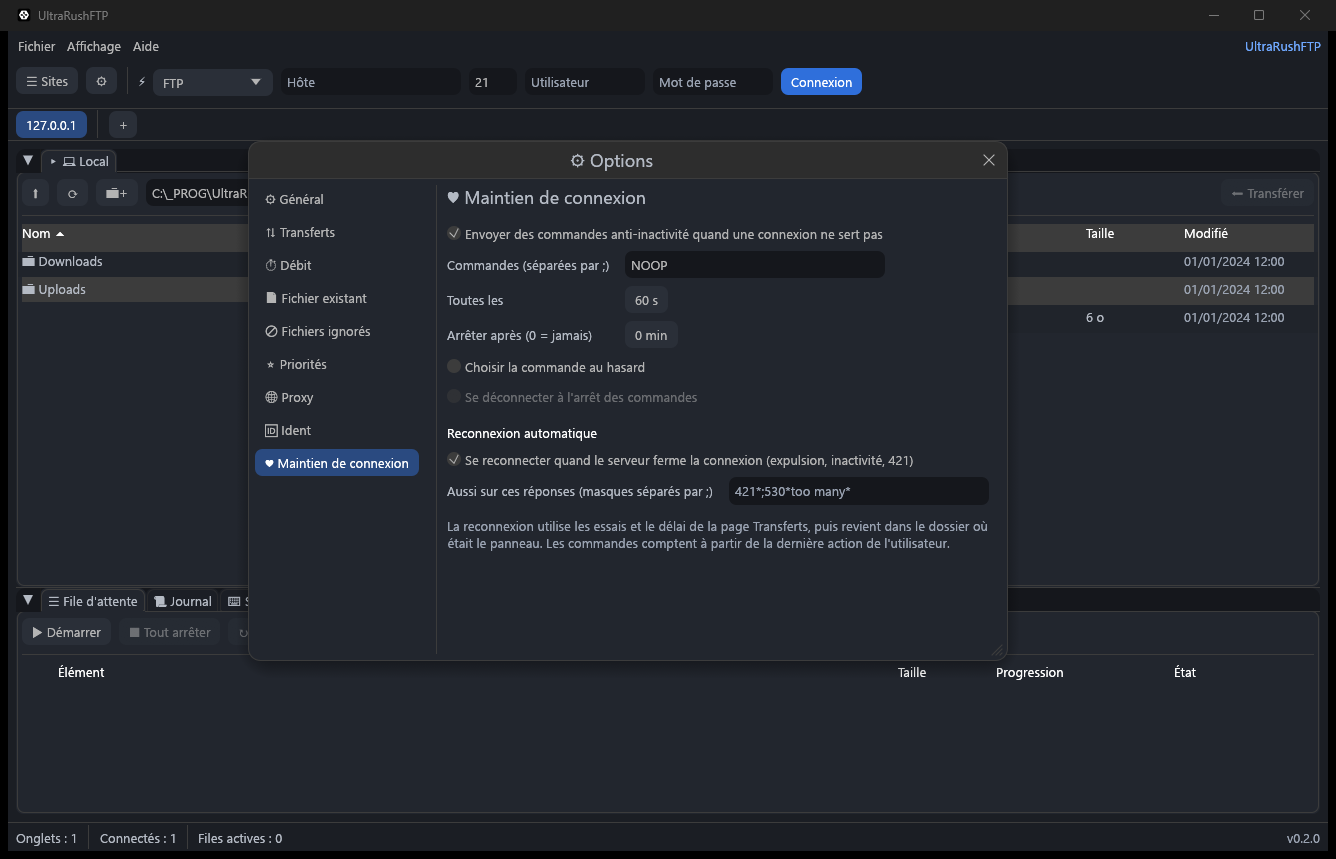 UltraRushFTP
Fichier Affichage Aide UltraRushFTP
Sites FTP Hôte 21 Utilisateur Mot de passe Connexion
127.0.0.1 +
Local
C:\_PROG\UltraR
Transférer
Nom Taille Modifié
Downloads 01/01/2024 12:00
Uploads 01/01/2024 12:00
6 o 01/01/2024 12:00
Options
Général
Transferts
Débit
Fichier existant
Fichiers ignorés
Priorités
Proxy
Ident
Maintien de connexion
Maintien de connexion
Envoyer des commandes anti-inactivité quand une connexion ne sert pas
Commandes (séparées par ;) NOOP
Toutes les 60 s
Arrêter après (0 = jamais) 0 min
Choisir la commande au hasard
Se déconnecter à l'arrêt des commandes
Reconnexion automatique
Se reconnecter quand le serveur ferme la connexion (expulsion, inactivité, 421)
Aussi sur ces réponses (masques séparés par ;) 421*;530*too many*
La reconnexion utilise les essais et le délai de la page Transferts, puis revient dans le dossier où
était le panneau. Les commandes comptent à partir de la dernière action de l'utilisateur.
File d'attente Journal S
Démarrer Tout arrêter
Élément Taille Progression État
Onglets : 1 Connectés : 1 Files actives : 0 v0.2.0